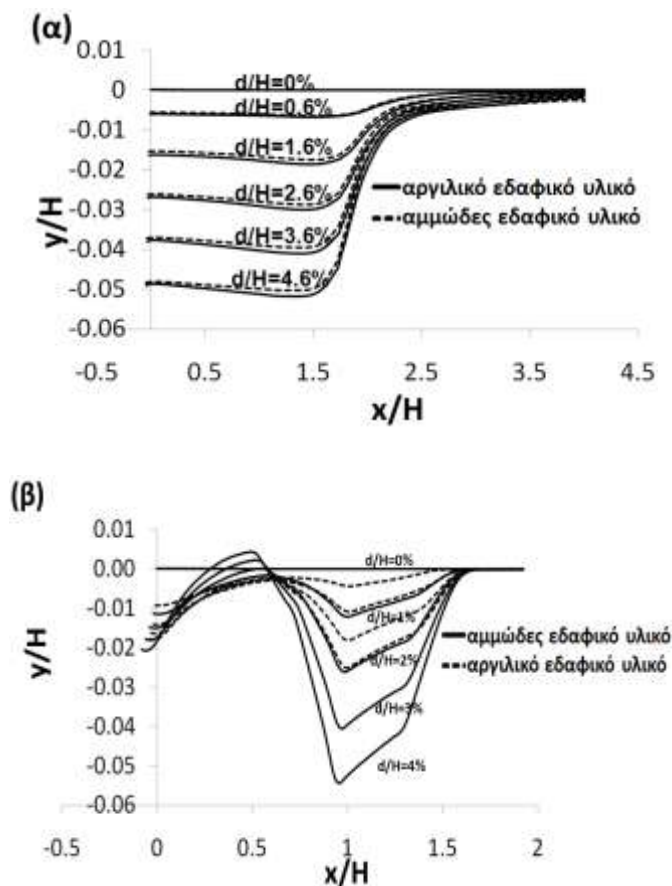 (α)
0.01
0
-0.01
-0.02
-0.03
-0.04
-0.05
-0.06
y/H
d/H=0%
d/H=0.6%
d/H=1.6%
d/H=2.6%
d/H=3.6%
d/H=4.6%
αργιλικό εδαφικό υλικό
αμμώδες εδαφικό υλικό
-0.5
0.5
1.5
2.5
3.5
4.5
x/H
(β)
0.01
0.00
-0.01
-0.02
-0.03
-0.04
-0.05
-0.06
y/H
d/H=0%
d/H=1%
d/H=2%
d/H=3%
d/H=4%
αμμώδες εδαφικό υλικό
αργιλικό εδαφικό υλικό
-0.5
0
0.5
1
1.5
2
x/H